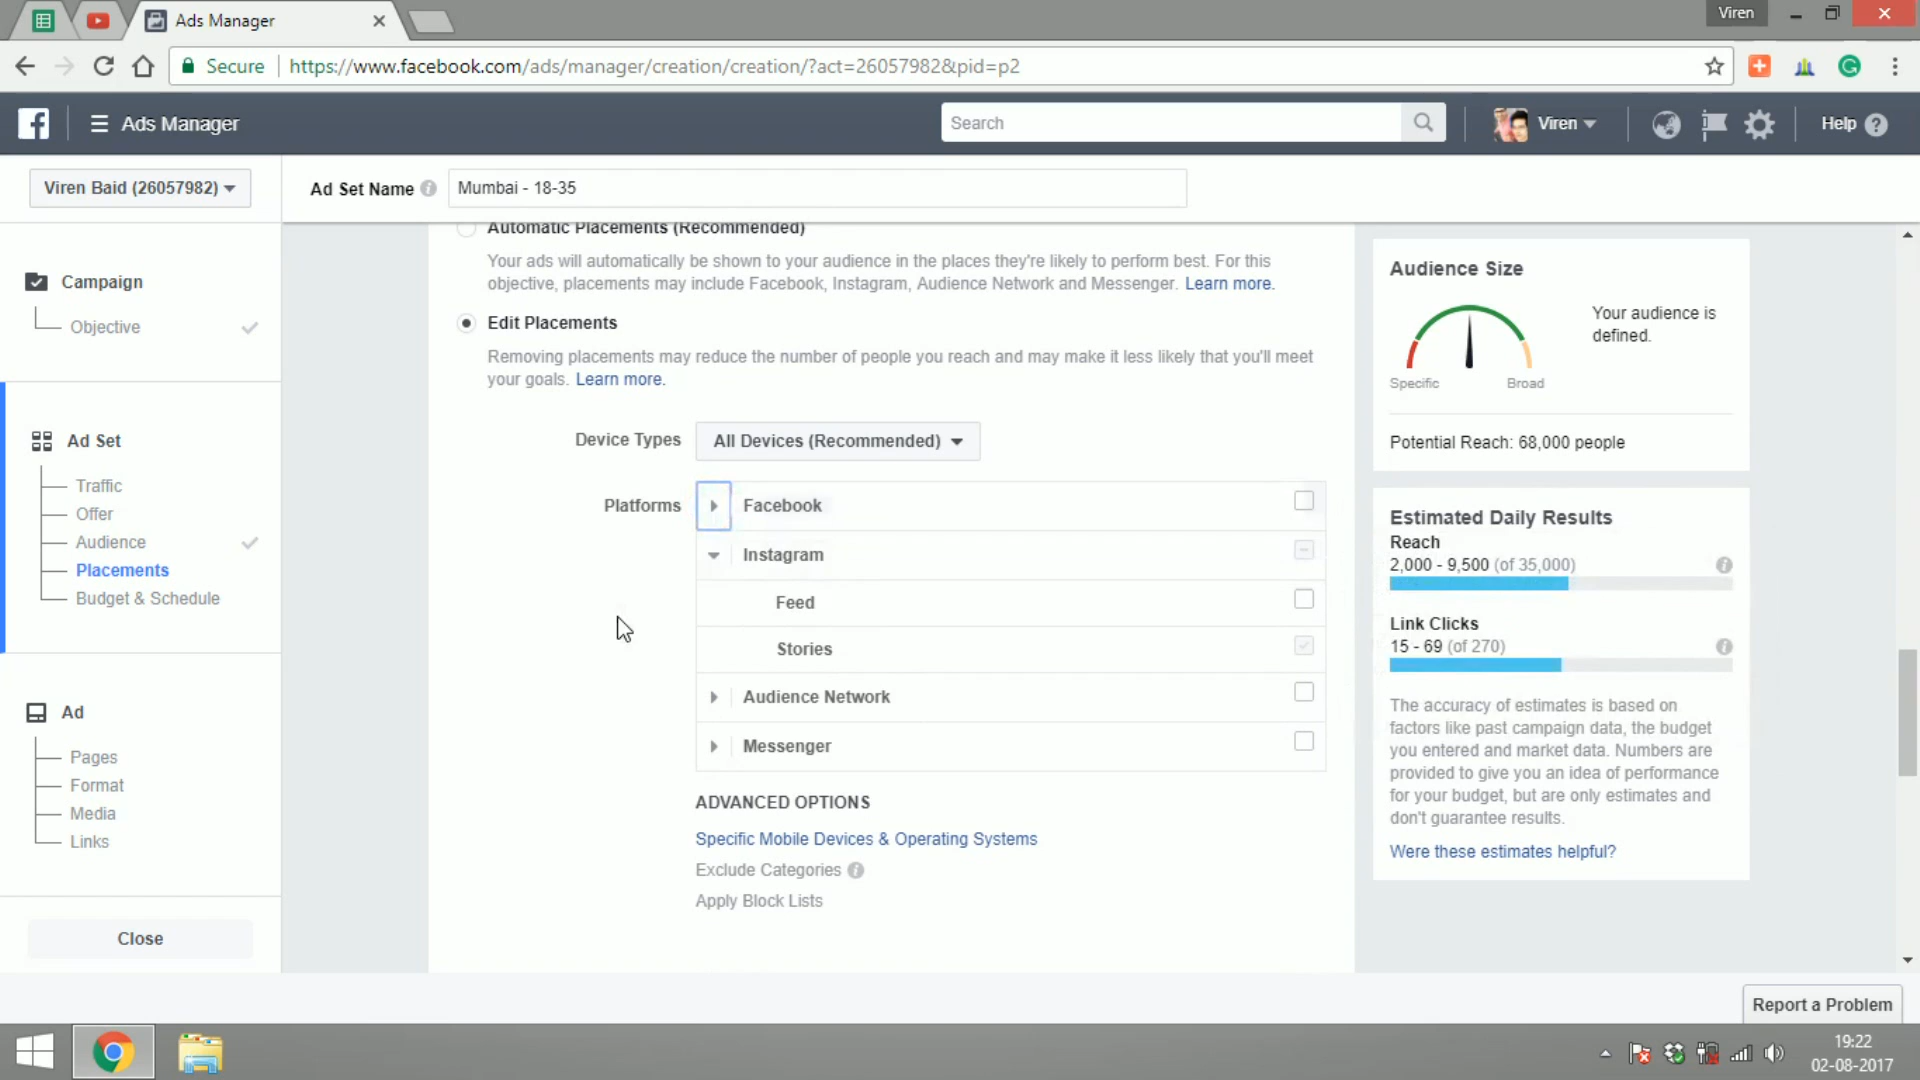 Ads Manager
Viren
Secure
https://www.facebook.com/ads/manager/creation/creation/?act=26057982&pid=p2
Ads Manager
Search
Viren
Help
Viren Baid (26057982)
Ad Set Name
Mumbai - 18-35
Campaign
Objective
Ad Set
Traffic
Offer
Audience
Placements
Budget & Schedule
Ad
Pages
Format
Media
Links
Close
Automatic Placements (Recommended)
Your ads will automatically be shown to your audience in the places they're likely to perform best. For this
objective, placements may include Facebook, Instagram, Audience Network and Messenger. Learn more.
Edit Placements
Removing placements may reduce the number of people you reach and may make it less likely that you'll meet
your goals. Learn more.
Device Types
All Devices (Recommended)
Platforms
Facebook
Instagram
Feed
Stories
Audience Network
Messenger
ADVANCED OPTIONS
Specific Mobile Devices & Operating Systems
Exclude Categories
Apply Block Lists
Audience Size
Your audience is
defined.
Specific
Broad
Potential Reach: 68,000 people
Estimated Daily Results
Reach
2,000 - 9,500 (of 35,000)
Link Clicks
15 - 69 (of 270)
The accuracy of estimates is based on
factors like past campaign data, the budget
you entered and market data. Numbers are
provided to give you an idea of performance
for your budget, but are only estimates and
don't guarantee results.
Were these estimates helpful?
Report a Problem
19:22
02-08-2017